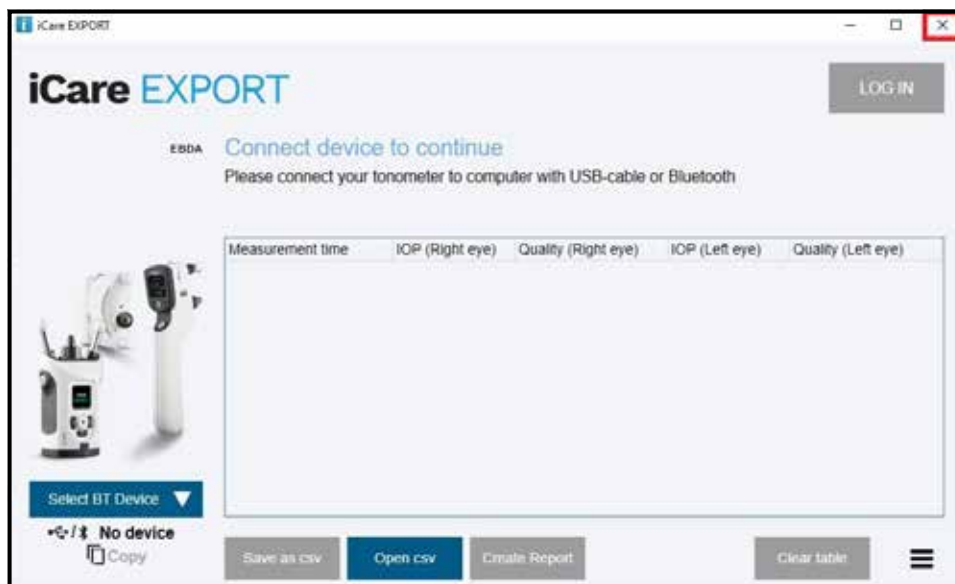 iCare EXPORT
iCare EXPORT
LOG IN
EBDA
Connect device to continue
Please connect your tonometer to computer with USB-cable or Bluetooth
Measurement time IOP (Right eye) Quality (Right eye) IOP (Left eye) Quality (Left eye)
Select BT Device
No device
Copy
Save as csv Open csv Create Report Clear table